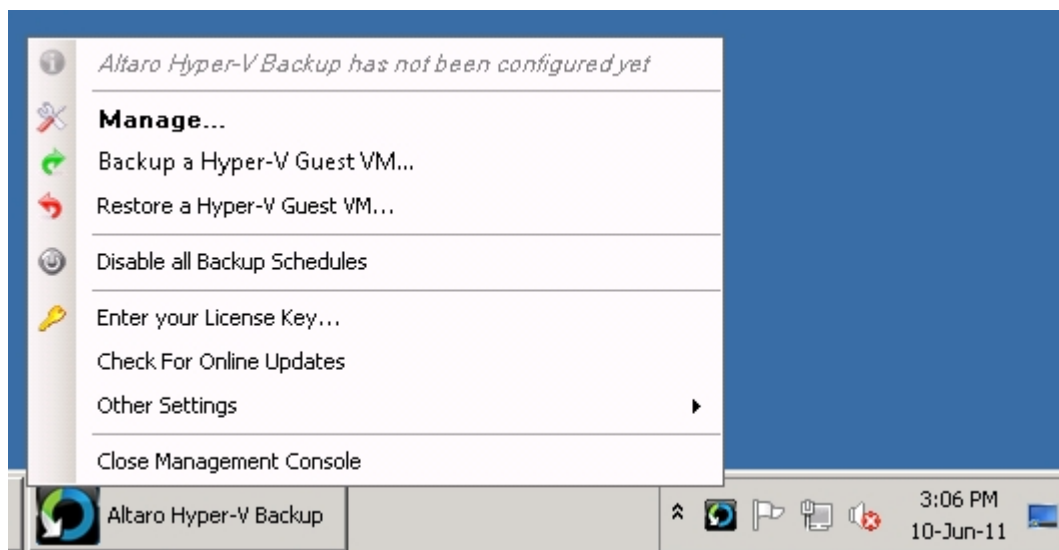 Altaro Hyper-V Backup has not been configured yet
Manage...
Backup a Hyper-V Guest VM...
Restore a Hyper-V Guest VM...
Disable all Backup Schedules
Enter your License Key...
Check For Online Updates
Other Settings
Close Management Console
Altaro Hyper-V Backup
3:06 PM
10-Jun-11